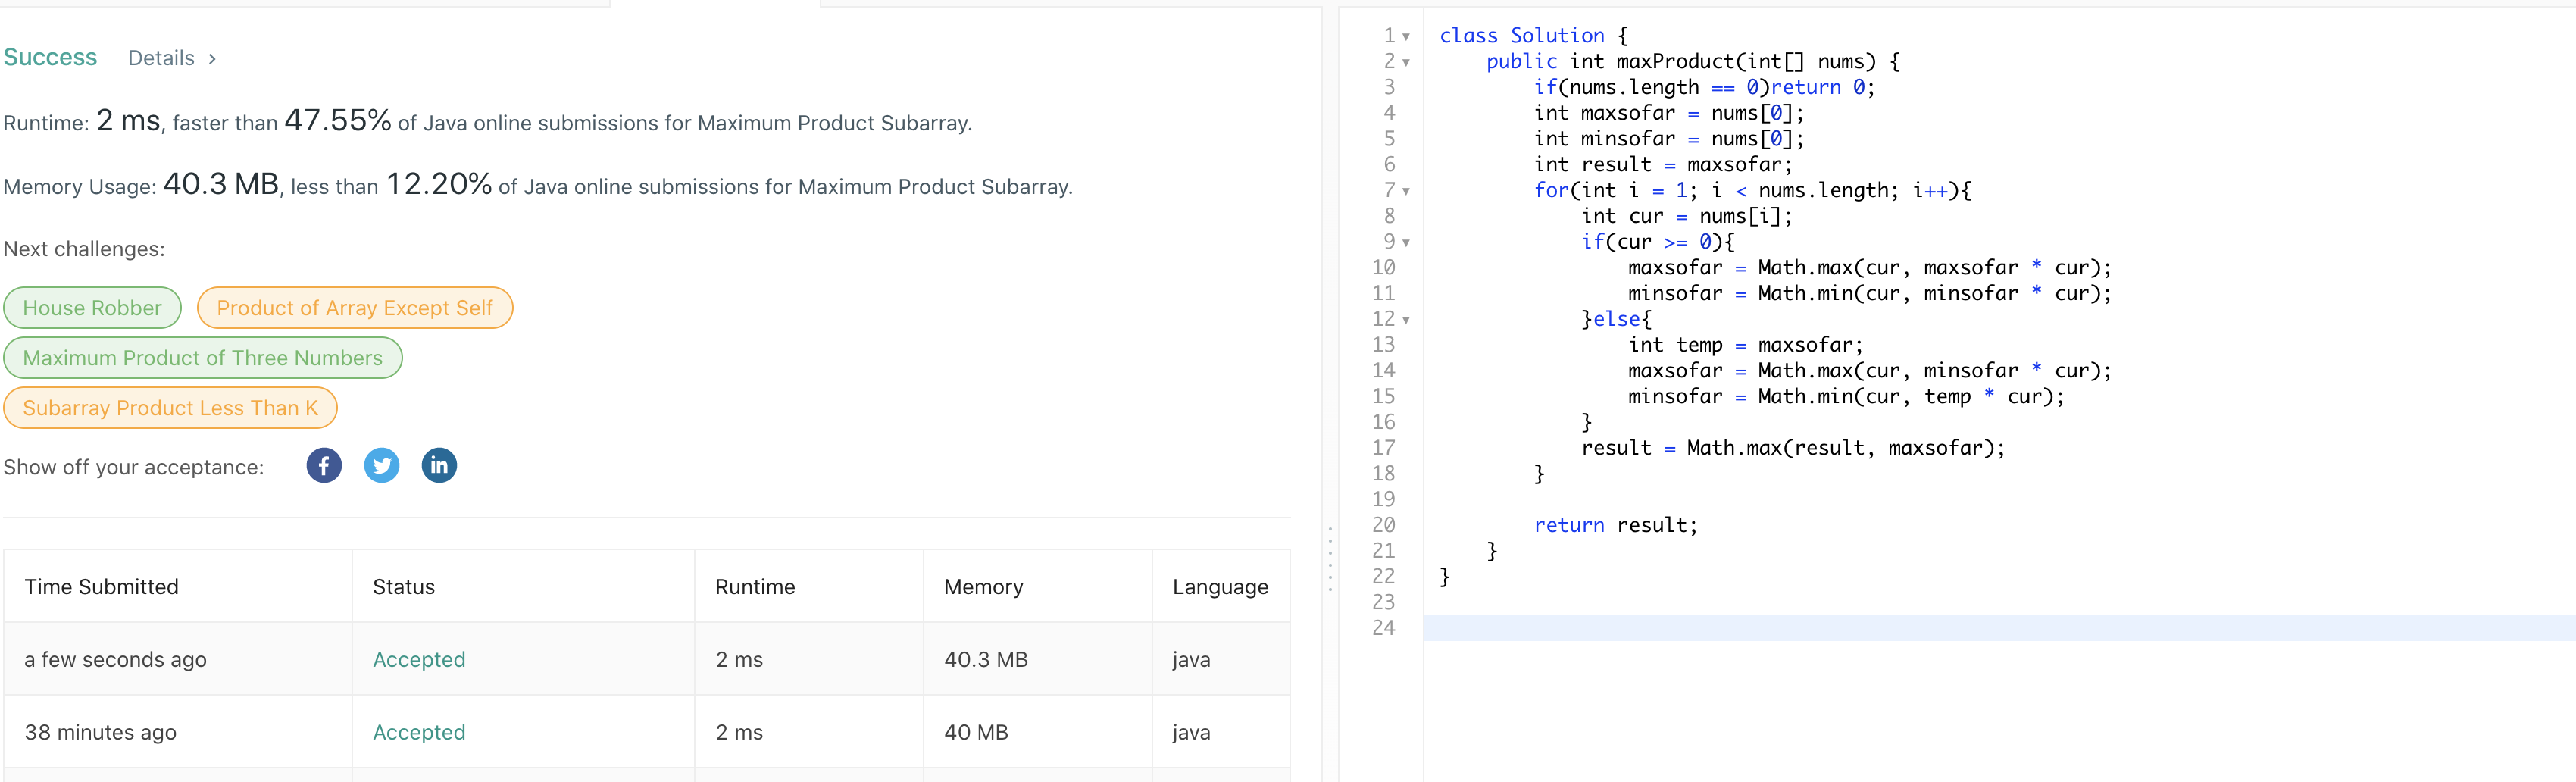 Success Details >
Runtime: 2 ms, faster than 47.55% of Java online submissions for Maximum Product Subarray.
Memory Usage: 40.3 MB, less than 12.20% of Java online submissions for Maximum Product Subarray.
Next challenges:
House Robber Product of Array Except Self
Maximum Product of Three Numbers
Subarray Product Less Than K
Show off your acceptance:
Time Submitted Status Runtime Memory Language
a few seconds ago Accepted 2 ms 40.3 MB java
38 minutes ago Accepted 2 ms 40 MB java
1 class Solution {
2     public int maxProduct(int[] nums) {
3         if(nums.length == 0)return 0;
4         int maxsofar = nums[0];
5         int minsofar = nums[0];
6         int result = maxsofar;
7         for(int i = 1; i < nums.length; i++){
8             int cur = nums[i];
9             if(cur >= 0){
10                 maxsofar = Math.max(cur, maxsofar * cur);
11                 minsofar = Math.min(cur, minsofar * cur);
12             }else{
13                 int temp = maxsofar;
14                 maxsofar = Math.max(cur, minsofar * cur);
15                 minsofar = Math.min(cur, temp * cur);
16             }
17             result = Math.max(result, maxsofar);
18         }
19
20         return result;
21     }
22 }
23
24